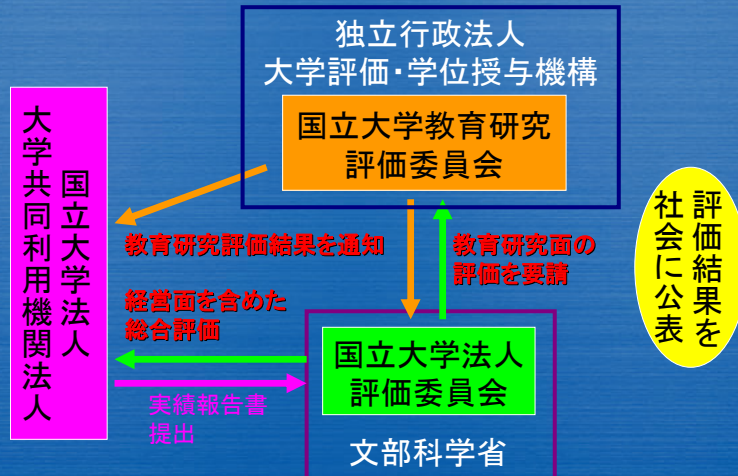 独立行政法人
大学評価・学位授与機構
国立大学教育研究
評価委員会
国立大学法人
大学共同利用機関法人
教育研究評価結果を通知
教育研究面の
評価を要請
評価結果を
社会に公表
経営面を含めた
総合評価
国立大学法人
評価委員会
実績報告書
提出
文部科学省